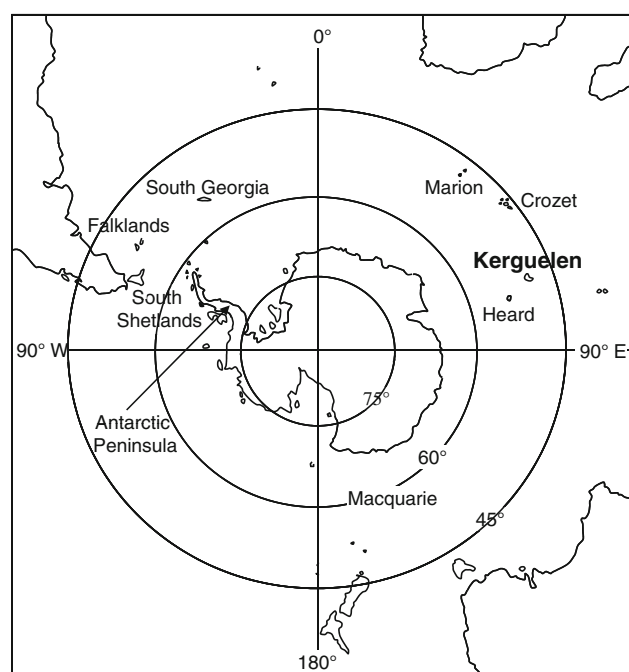 0°
South Georgia
Marion
Crozet
Falklands
Kerguelen
South
Shetlands
Heard
90° W
90° E
75°
Antarctic
Peninsula
60°
Macquarie
45°
180°